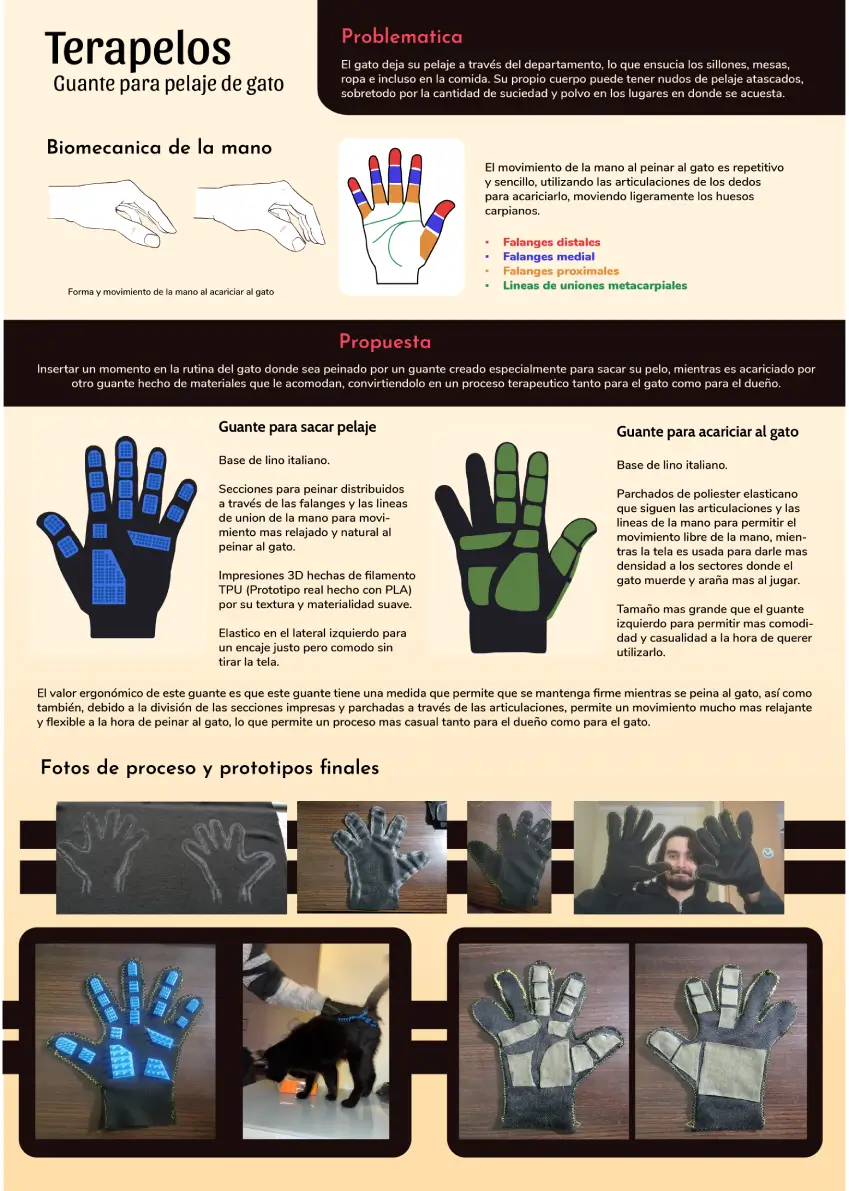 Terapelos
Guante para pelaje de gato
Problematica
El gato deja su pelaje a través del departamento, lo que ensucia los sillones, mesas,
ropa e incluso en la comida. Su propio cuerpo puede tener nudos de pelaje atascados,
sobretodo por la cantidad de suciedad y polvo en los lugares en donde se acuesta.
Biomecanica de la mano
Forma y movimiento de la mano al acariciar al gato
El movimiento de la mano al peinar al gato es repetitivo
y sencillo, utilizando las articulaciones de los dedos
para acariciarlo, moviendo ligeramente los huesos
carpianos.
• Falanges distales
• Falanges medial
• Falanges proximales
• Lineas de uniones metacarpiales
Propuesta
Insertar un momento en la rutina del gato donde sea peinado por un guante creado especialmente para sacar su pelo, mientras es acariciado por
otro guante hecho de materiales que le acomodan, convirtiendolo en un proceso terapeutico tanto para el gato como para el dueño.
Guante para sacar pelaje
Base de lino italiano.
Secciones para peinar distribuidos
a través de las falanges y las lineas
de union de la mano para movi-
miento mas relajado y natural al
peinar al gato.
Impresiones 3D hechas de filamento
TPU (Prototipo real hecho con PLA)
por su textura y materialidad suave.
Elastico en el lateral izquierdo para
un encaje justo pero comodo sin
tirar la tela.
Guante para acariciar al gato
Base de lino italiano.
Parchados de poliester elasticano
que siguen las articulaciones y las
lineas de la mano para permitir el
movimiento libre de la mano, mien-
tras la tela es usada para darle mas
densidad a los sectores donde el
gato muerde y araña mas al jugar.
Tamaño mas grande que el guante
izquierdo para permitir mas comodi-
dad y casualidad a la hora de querer
utilizarlo.
El valor ergonómico de este guante es que este guante tiene una medida que permite que se mantenga firme mientras se peina al gato, así como
también, debido a la división de las secciones impresas y parchadas a través de las articulaciones, permite un movimiento mucho mas relajante
y flexible a la hora de peinar al gato, lo que permite un proceso mas casual tanto para el dueño como para el gato.
Fotos de proceso y prototipos finales